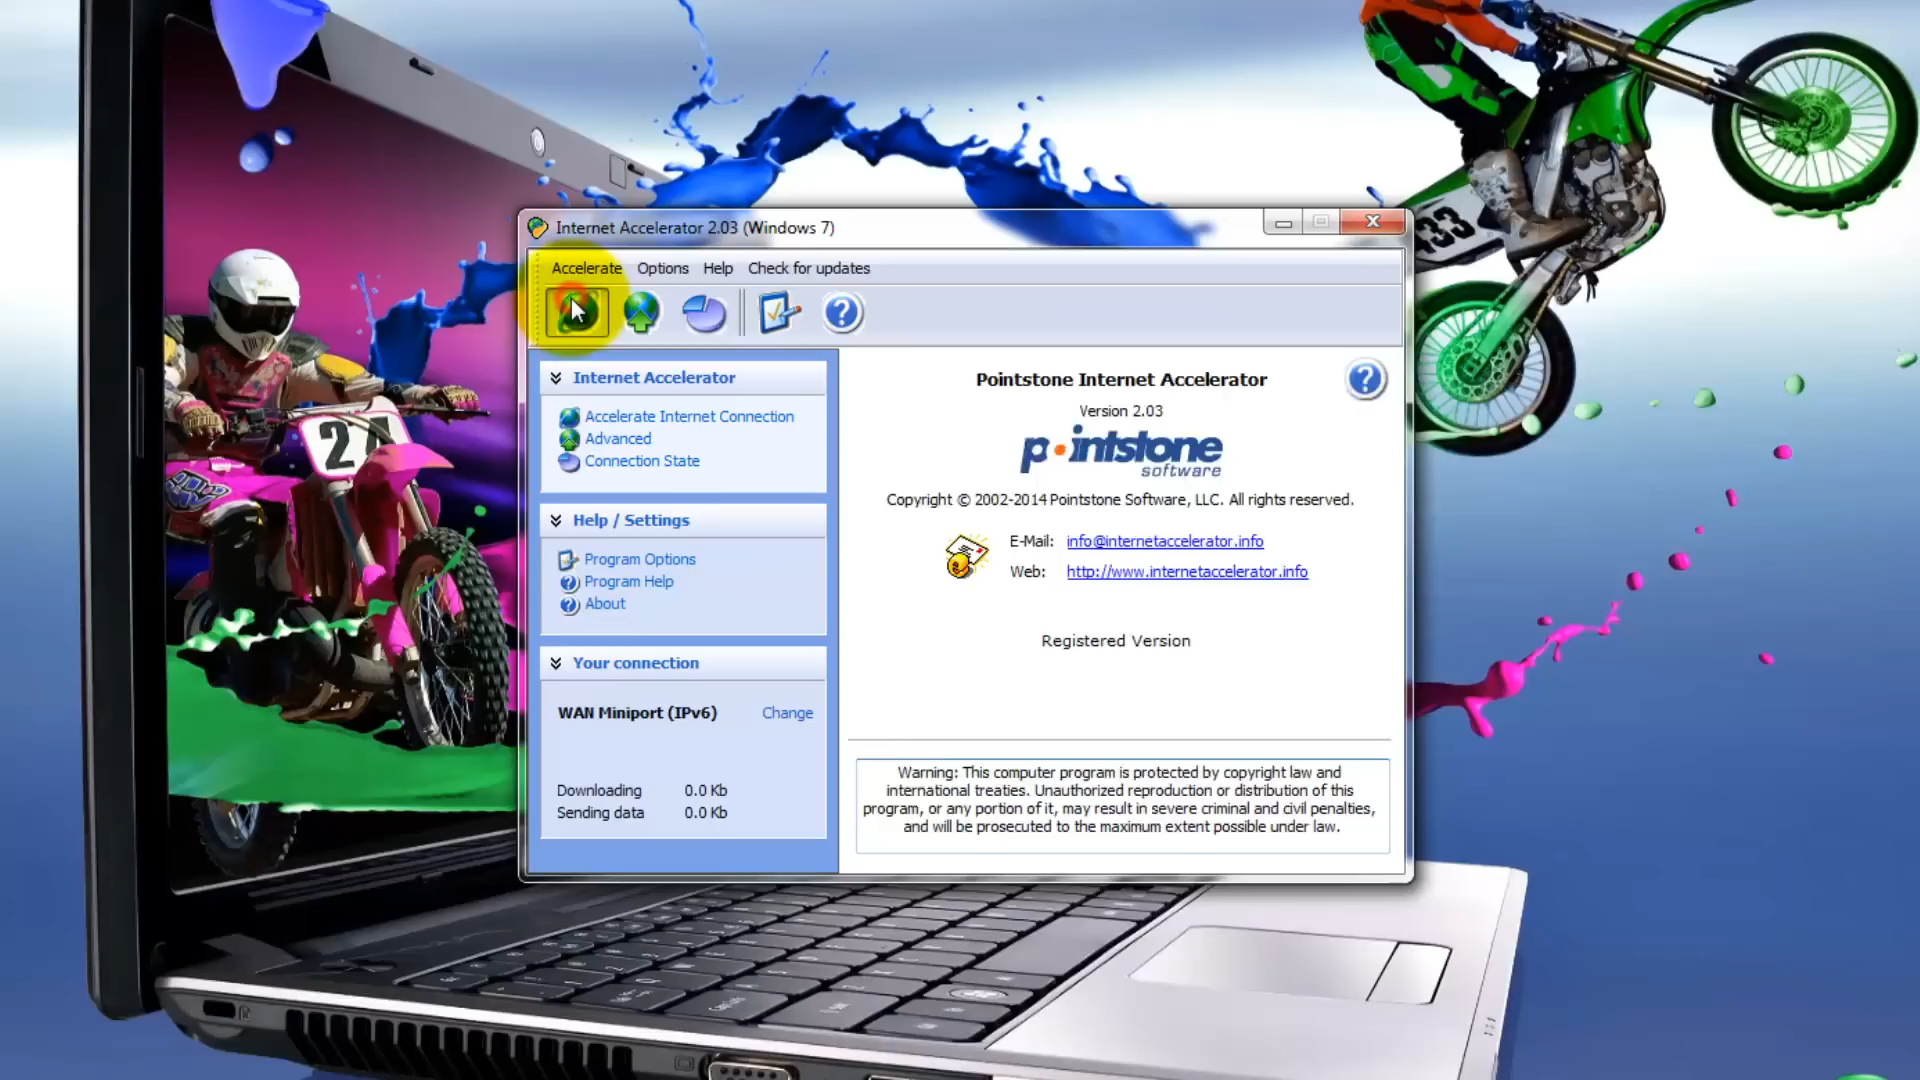 Internet Accelerator 2.03 (Windows 7)
Accelerate Options Help Check for updates
Internet Accelerator
Accelerate Internet Connection
Advanced
Connection State
Help / Settings
Program Options
Program Help
About
Your connection
WAN Miniport (IPv6) Change
Downloading 0.0 Kb
Sending data 0.0 Kb
Pointstone Internet Accelerator
Version 2.03
pointstone
software
Copyright © 2002-2014 Pointstone Software, LLC. All rights reserved.
E-Mail: info@internetaccelerator.info
Web: http://www.internetaccelerator.info
Registered Version
Warning: This computer program is protected by copyright law and
international treaties. Unauthorized reproduction or distribution of this
program, or any portion of it, may result in severe criminal and civil penalties,
and will be prosecuted to the maximum extent possible under law.
24
433